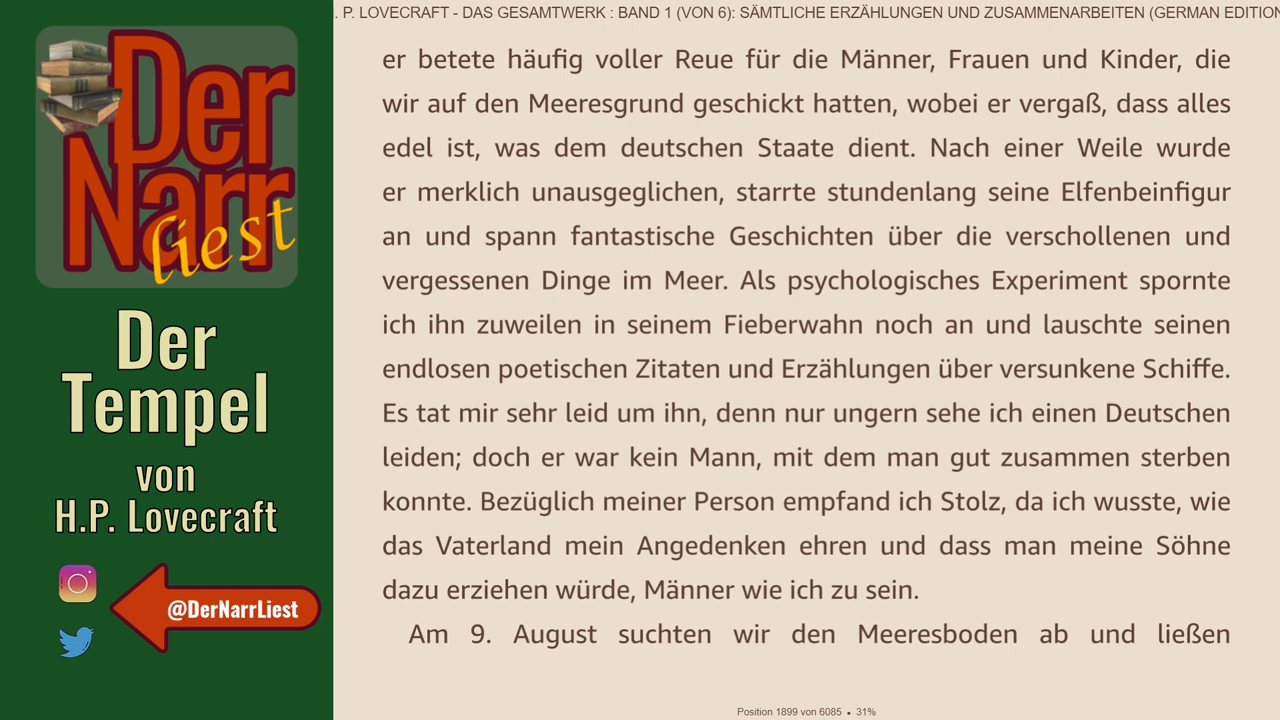 Der
Narr
liest
Der
Tempel
von
H.P. Lovecraft
@DerNarrLiest
. P. LOVECRAFT - DAS GESAMTWERK : BAND 1 (VON 6): SÄMTLICHE ERZÄHLUNGEN UND ZUSAMMENARBEITEN (GERMAN EDITION
er betete häufig voller Reue für die Männer, Frauen und Kinder, die
wir auf den Meeresgrund geschickt hatten, wobei er vergaß, dass alles
edel ist, was dem deutschen Staate dient. Nach einer Weile wurde
er merklich unausgeglichen, starrte stundenlang seine Elfenbeinfigur
an und spann fantastische Geschichten über die verschollenen und
vergessenen Dinge im Meer. Als psychologisches Experiment spornte
ich ihn zuweilen in seinem Fieberwahn noch an und lauschte seinen
endlosen poetischen Zitaten und Erzählungen über versunkene Schiffe.
Es tat mir sehr leid um ihn, denn nur ungern sehe ich einen Deutschen
leiden; doch er war kein Mann, mit dem man gut zusammen sterben
konnte. Bezüglich meiner Person empfand ich Stolz, da ich wusste, wie
das Vaterland mein Angedenken ehren und dass man meine Söhne
dazu erziehen würde, Männer wie ich zu sein.
Am 9. August suchten wir den Meeresboden ab und ließen
Position 1899 von 6085 • 31%